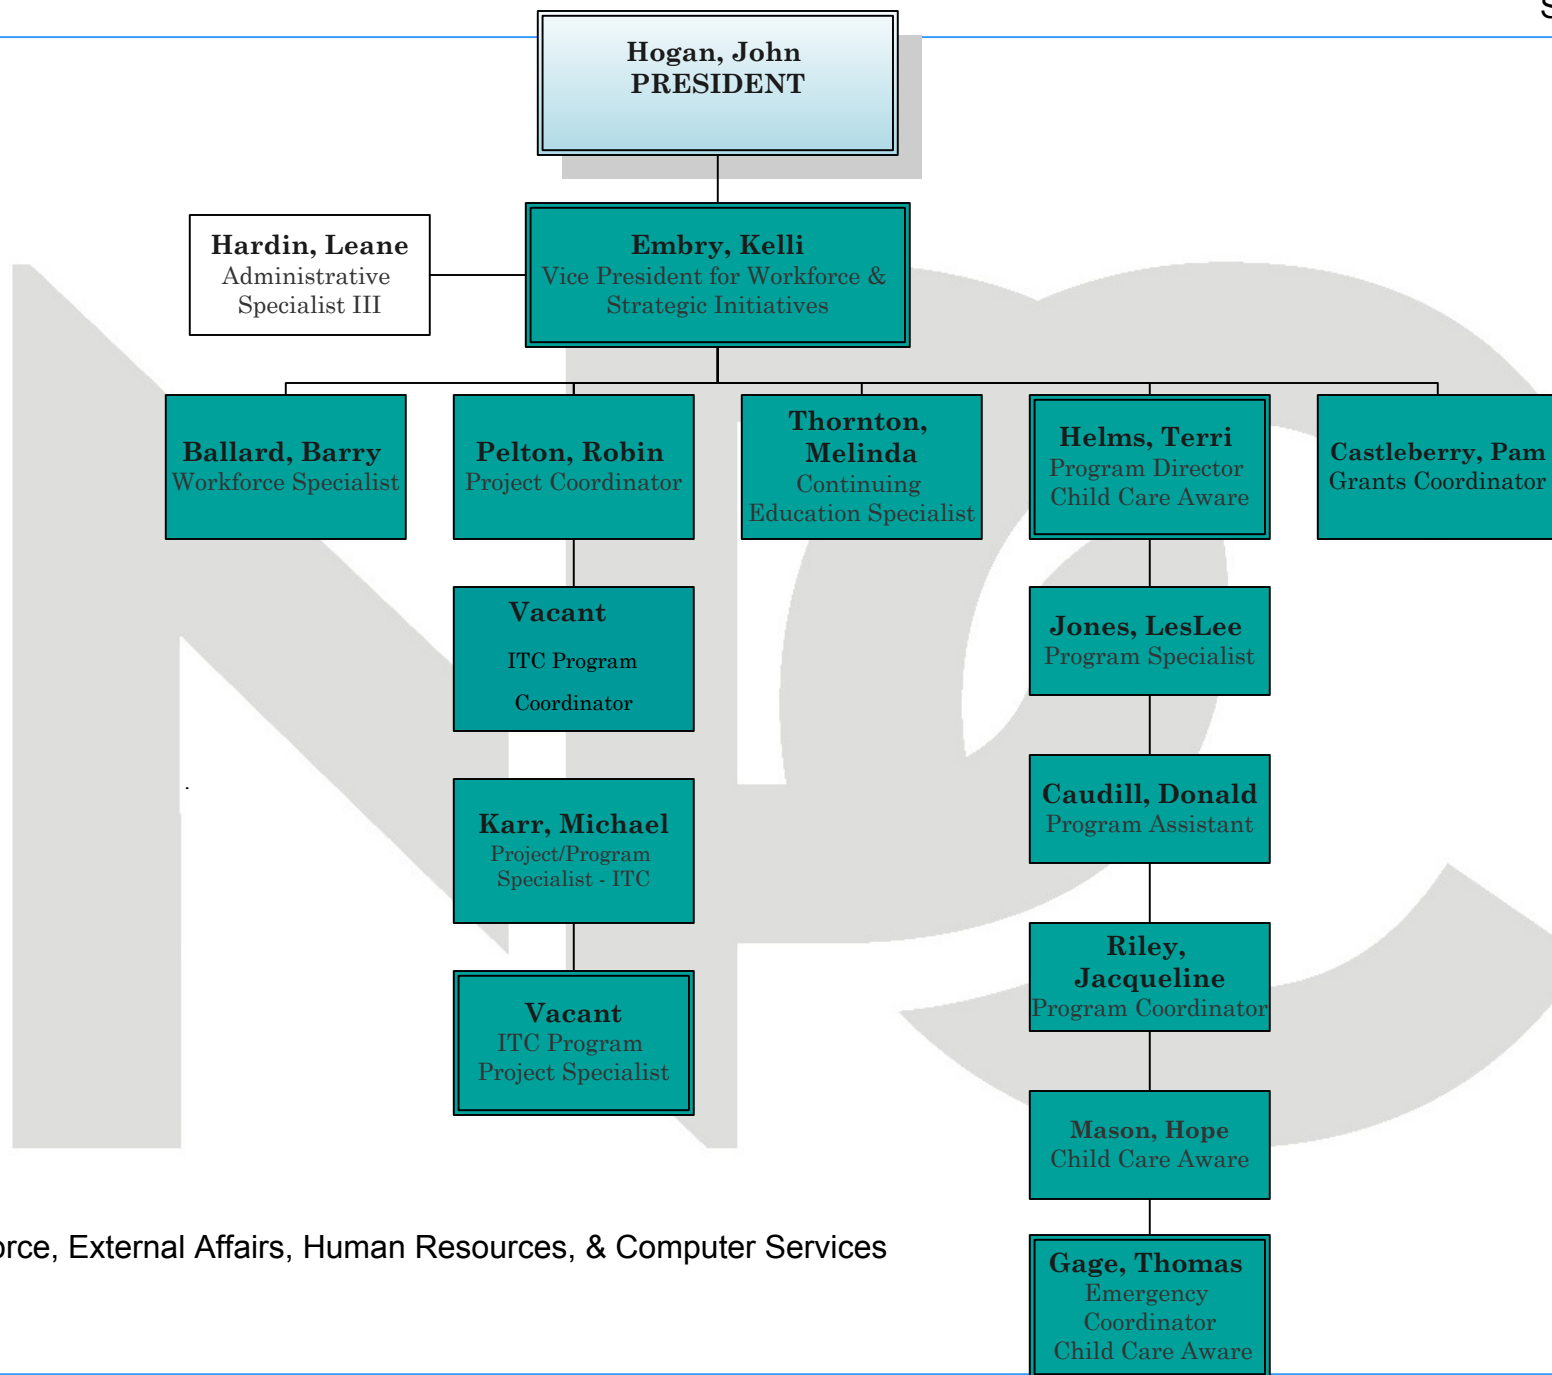 S
Hogan, John
PRESIDENT
Hardin, Leane
Administrative
Specialist III
Embry, Kelli
Vice President for Workforce &
Strategic Initiatives
Ballard, Barry
Workforce Specialist
Pelton, Robin
Project Coordinator
Thornton,
Melinda
Continuing
Education Specialist
Helms, Terri
Program Director
Child Care Aware
Castleberry, Pam
Grants Coordinator
Vacant
ITC Program
Coordinator
Karr, Michael
Project/Program
Specialist - ITC
Vacant
ITC Program
Project Specialist
Jones, LesLee
Program Specialist
Caudill, Donald
Program Assistant
Riley,
Jacqueline
Program Coordinator
Mason, Hope
Child Care Aware
Gage, Thomas
Emergency
Coordinator
Child Care Aware
orce, External Affairs, Human Resources, & Computer Services
NPC